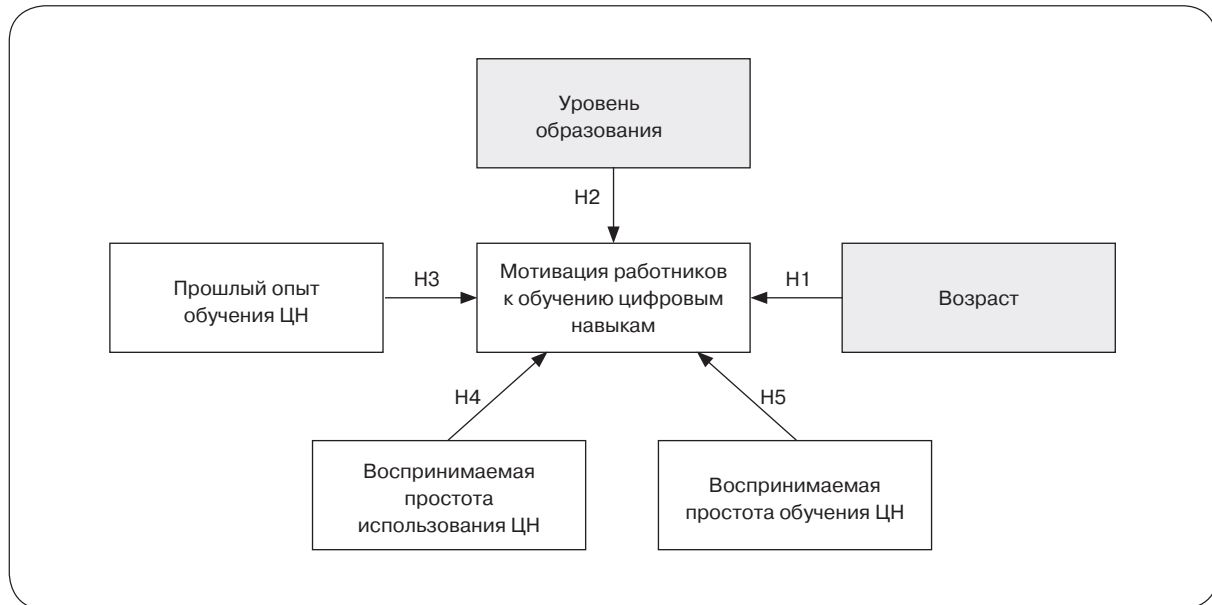 Уровень
образования
H2
Прошлый опыт
обучения ЦН
H3
Мотивация работников
к обучению цифровым
навыкам
H1
Возраст
H4
H5
Воспринимаемая
простота
использования ЦН
Воспринимаемая
простота обучения ЦН